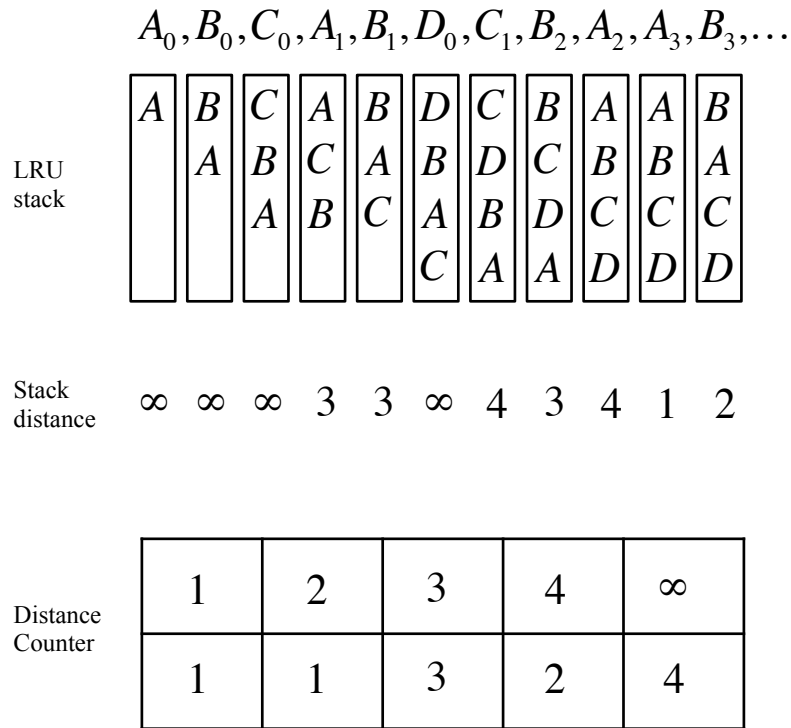 A₀, B₀, C₀, A₁, B₁, D₀, C₁, B₂, A₂, A₃, B₃, ...
LRU
stack
A B C A B D C B A A B
A B C A B D C B B A
A B C A B D C C C
C A A D D D
Stack
distance
∞ ∞ ∞ 3 3 ∞ 4 3 4 1 2
Distance
Counter
1 2 3 4 ∞
1 1 3 2 4